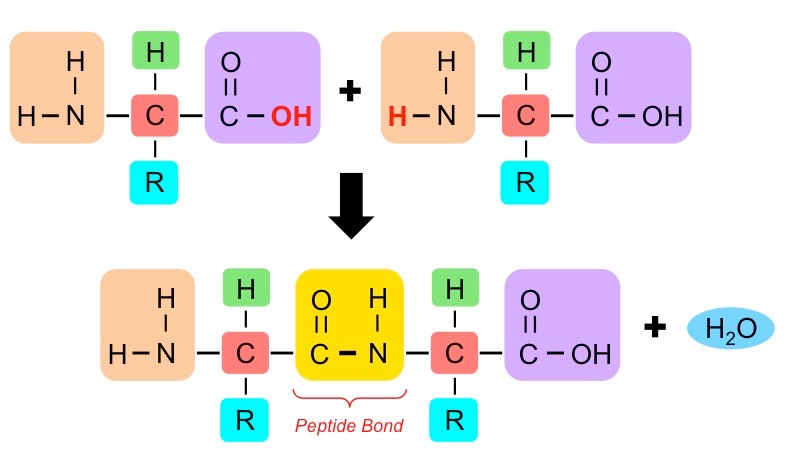 H H O H H O
H N C C OH + H N C C OH
R R
H H O H H O
H N C C N C C OH + H₂O
R Peptide Bond R